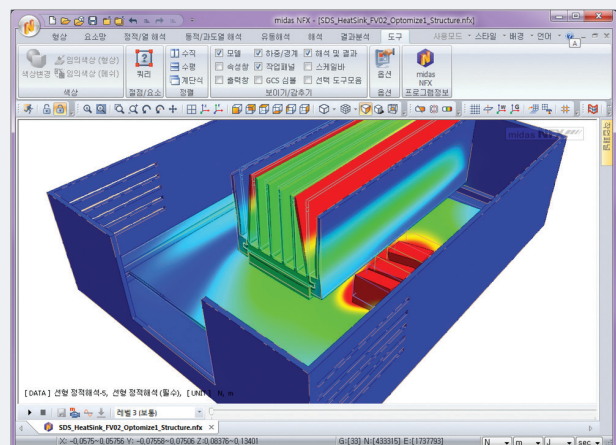 midas NFX - [SDS_HeatSink_FV02_Optomize1_Structure.nfx]
형상 요소망 정적/열 해석 동적/과도열 해석 유동해석 해석 결과분석 도구 사용모드 스타일 배경 언어
A
색상변경 임의색상 (형상) 쿼리 수직 모델 하중/경계 해석 및 결과 옵션 midas NFX
임의색상 (메쉬) 수평 속성창 작업패널 스케일바
계단식 출력창 GCS 심볼 선택 도구모음
색상 절점/요소 정렬 보이기/감추기 옵션 프로그램정보
midas NFX
작업패널
[DATA] 선형 정적해석-5, 선형 정적해석(필수), [UNIT] N, m
레벨 3 (보통)
SDS_HeatSink_FV02_Optomize1_Structure.nfx
X: -0.0575~0.05756 Y: -0.07558~0.07506 Z:0.08376~0.13401 G:[33] N:[433315] E:[1737793] N m J sec